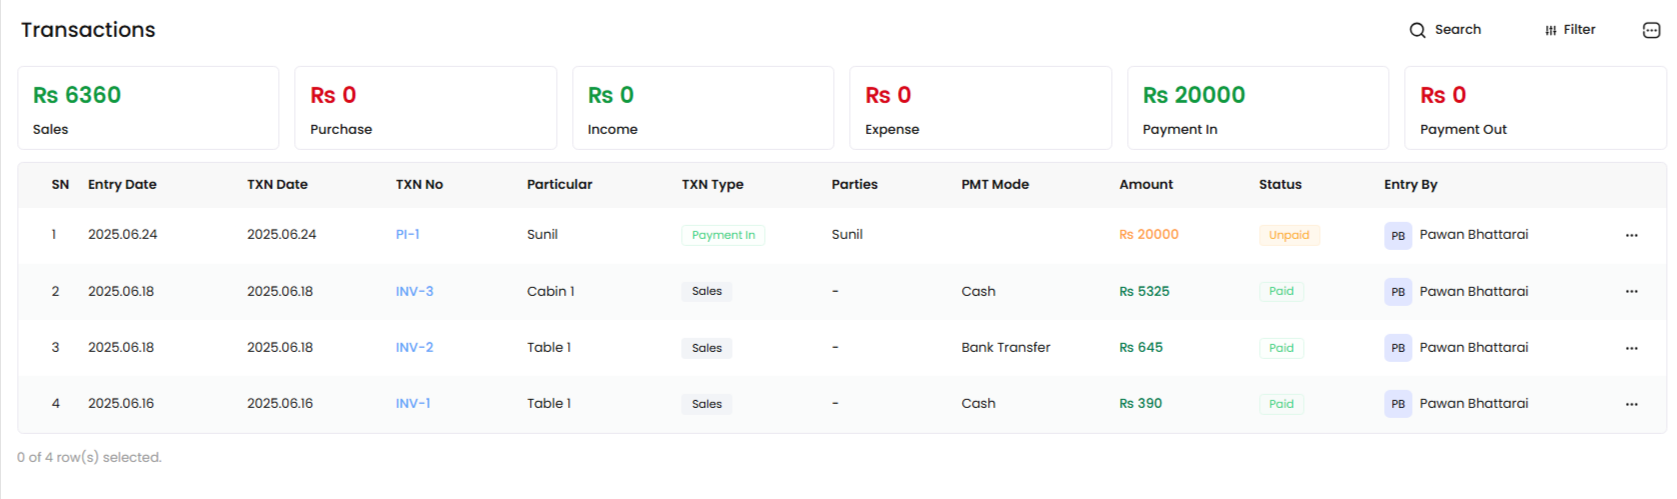 Transactions Search Filter
Rs 6360 Rs 0 Rs 0 Rs 0 Rs 20000 Rs 0
Sales Purchase Income Expense Payment In Payment Out
SN Entry Date TXN Date TXN No Particular TXN Type Parties PMT Mode Amount Status Entry By
1 2025.06.24 2025.06.24 PI-1 Sunil Payment In Sunil Rs 20000 Unpaid PB Pawan Bhattarai ...
2 2025.06.18 2025.06.18 INV-3 Cabin 1 Sales - Cash Rs 5325 Paid PB Pawan Bhattarai ...
3 2025.06.18 2025.06.18 INV-2 Table 1 Sales - Bank Transfer Rs 645 Paid PB Pawan Bhattarai ...
4 2025.06.16 2025.06.16 INV-1 Table 1 Sales - Cash Rs 390 Paid PB Pawan Bhattarai ...
0 of 4 row(s) selected.